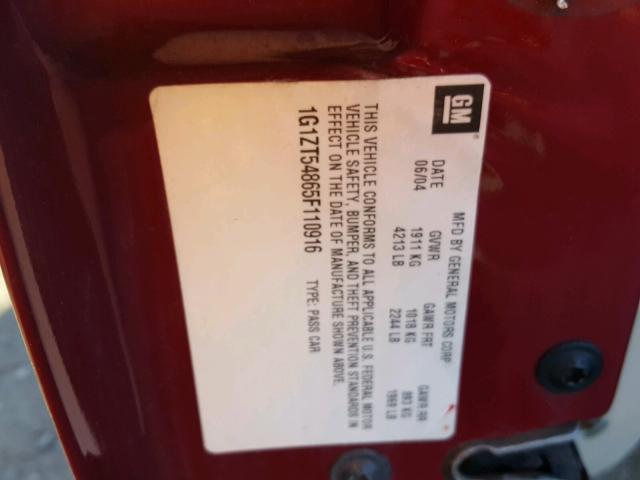 GM
MFD BY GENERAL MOTORS CORP
DATE GVWR GAWR FRT GAWR RR
06/04 1911 KG 1018 KG 893 KG
4213 LB 2244 LB 1969 LB
THIS VEHICLE CONFORMS TO ALL APPLICABLE U.S. FEDERAL MOTOR
VEHICLE SAFETY, BUMPER, AND THEFT PREVENTION STANDARDS IN
EFFECT ON THE DATE OF MANUFACTURE SHOWN ABOVE.
1G1ZT54865F110916 TYPE: PASS CAR